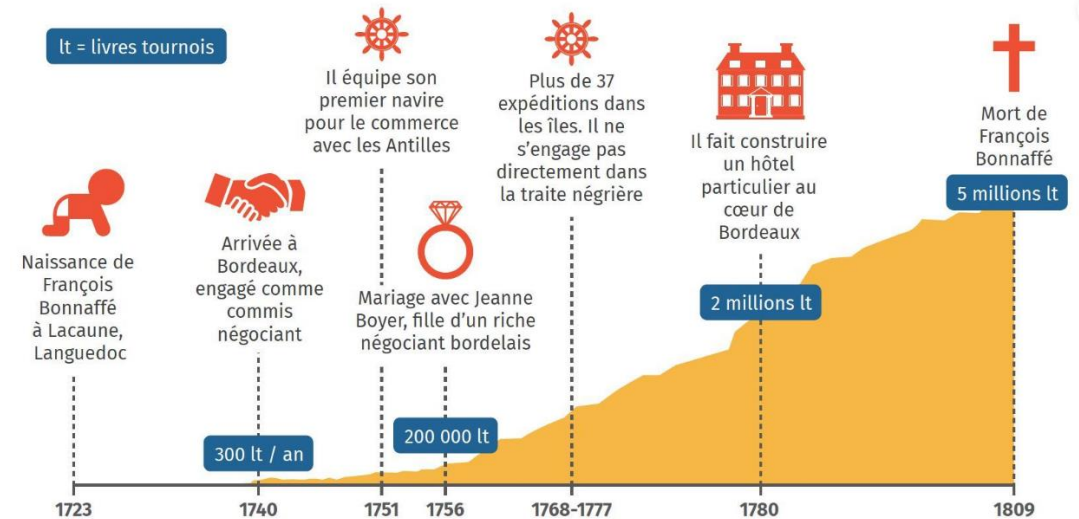 lt = livres tournois
Naissance de
François
Bonnaffé
à Lacaune,
Languedoc
Arrivée à
Bordeaux,
engagé comme
commis
négociant
300 lt / an
Il équipe son
premier navire
pour le commerce
avec les Antilles
Mariage avec Jeanne
Boyer, fille d’un riche
négociant bordelais
200 000 lt
Plus de 37
expéditions dans
les îles. Il ne
s’engage pas
directement dans
la traite négrière
Il fait construire
un hôtel
particulier au
cœur de
Bordeaux
2 millions lt
Mort de
François
Bonnaffé
5 millions lt
1723
1740
1751
1756
1768-1777
1780
1809